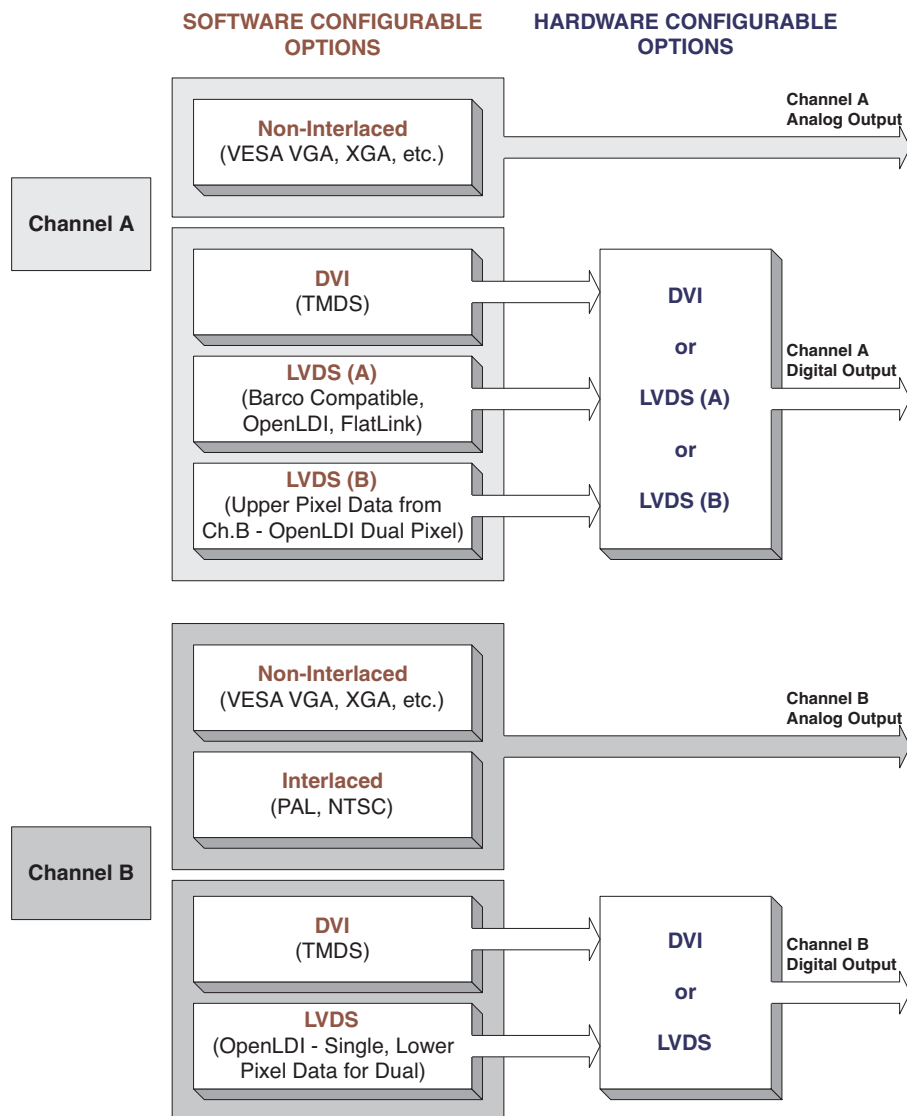 SOFTWARE CONFIGURABLE
OPTIONS
HARDWARE CONFIGURABLE
OPTIONS
Channel A
Non-Interlaced
(VESA VGA, XGA, etc.)
Channel A
Analog Output
DVI
(TMDS)
LVDS (A)
(Barco Compatible,
OpenLDI, FlatLink)
LVDS (B)
(Upper Pixel Data from
Ch.B - OpenLDI Dual Pixel)
DVI
or
LVDS (A)
or
LVDS (B)
Channel A
Digital Output
Channel B
Non-Interlaced
(VESA VGA, XGA, etc.)
Interlaced
(PAL, NTSC)
Channel B
Analog Output
DVI
(TMDS)
LVDS
(OpenLDI - Single, Lower
Pixel Data for Dual)
DVI
or
LVDS
Channel B
Digital Output